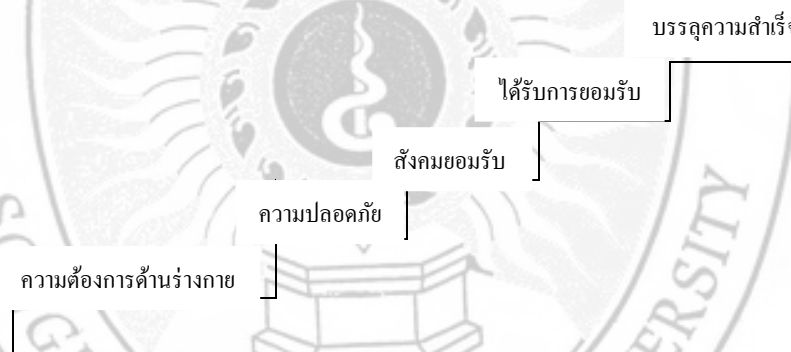 บรรลุความสำเร็
ได้รับการยอมรับ
สังคมยอมรับ
ความปลอดภัย
ความต้องการด้านร่างกาย